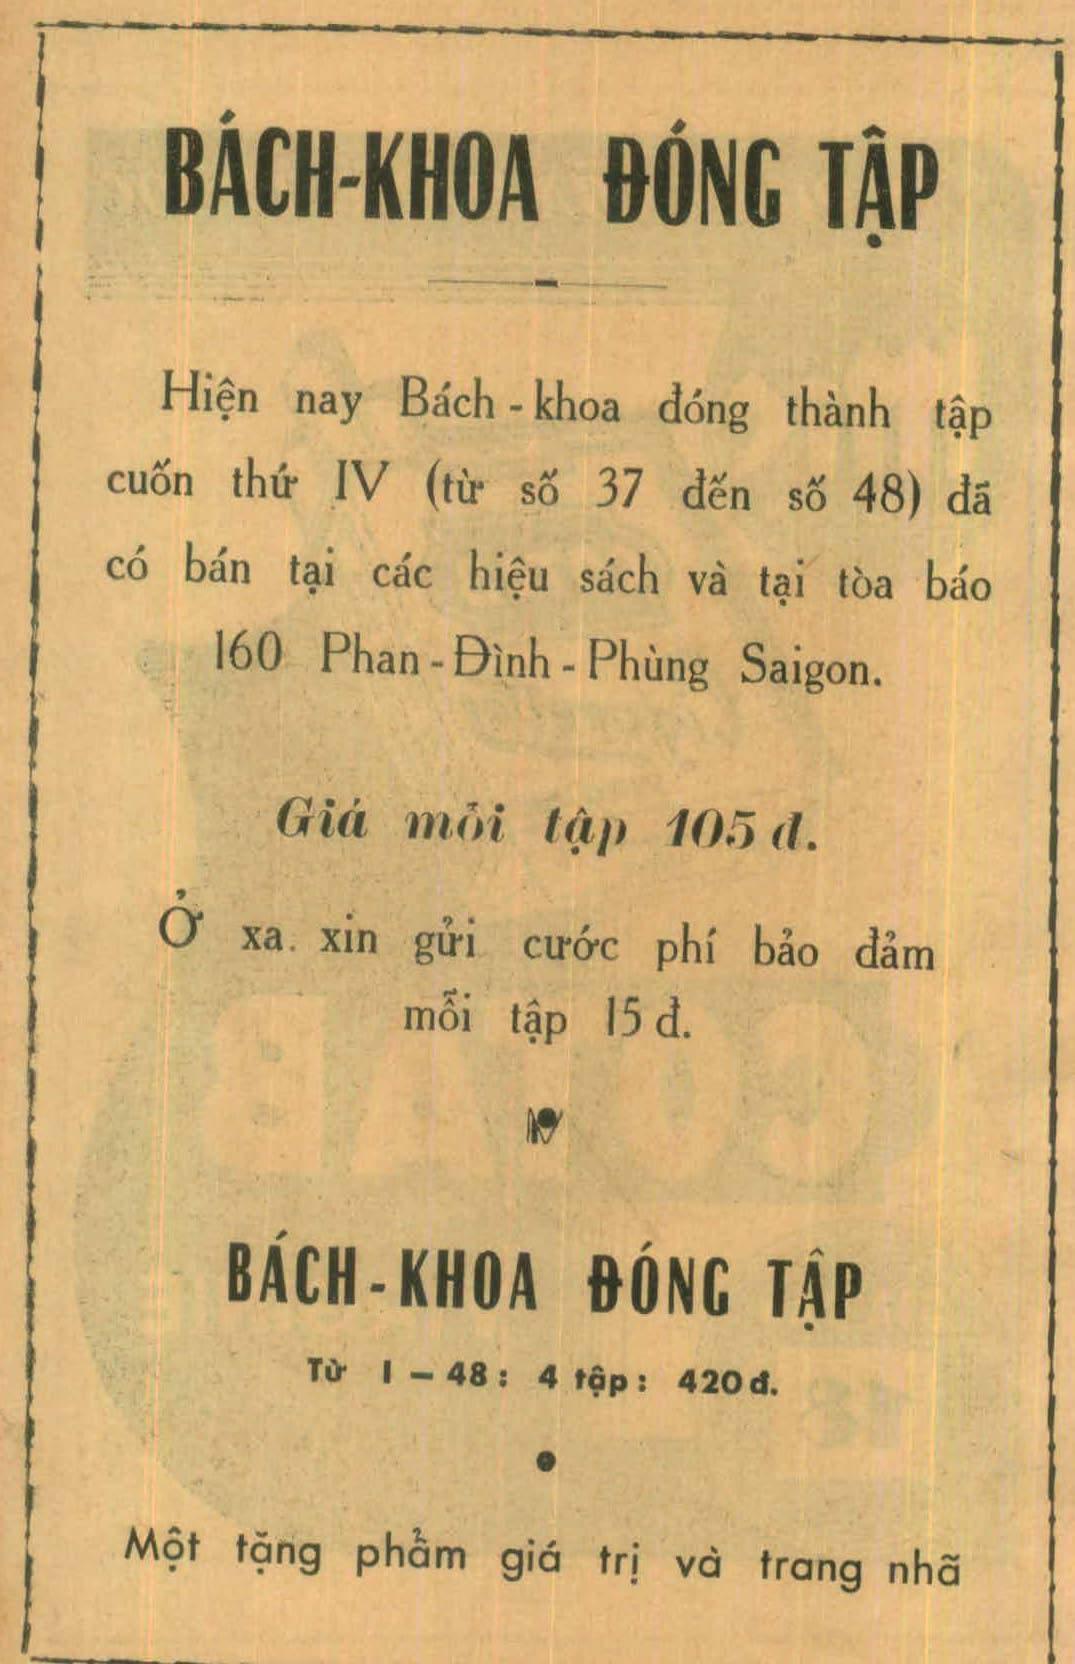 BÁCH-KHOA ĐÓNG TẬP
Hiện nay Bách-khoa đóng thành tập
cuốn thứ IV (từ số 37 đến số 48) đã
có bán tại các hiệu sách và tại tòa báo
160 Phan-Đình-Phùng Saigon.
Giá mỗi tập 105 đ.
Ở xa. xin gửi cước phí bảo đảm
mỗi tập 15 đ.
BÁCH-KHOA ĐÓNG TẬP
Từ 1 – 48 : 4 tập : 420 đ.
Một tặng phẩm giá trị và trang nhã